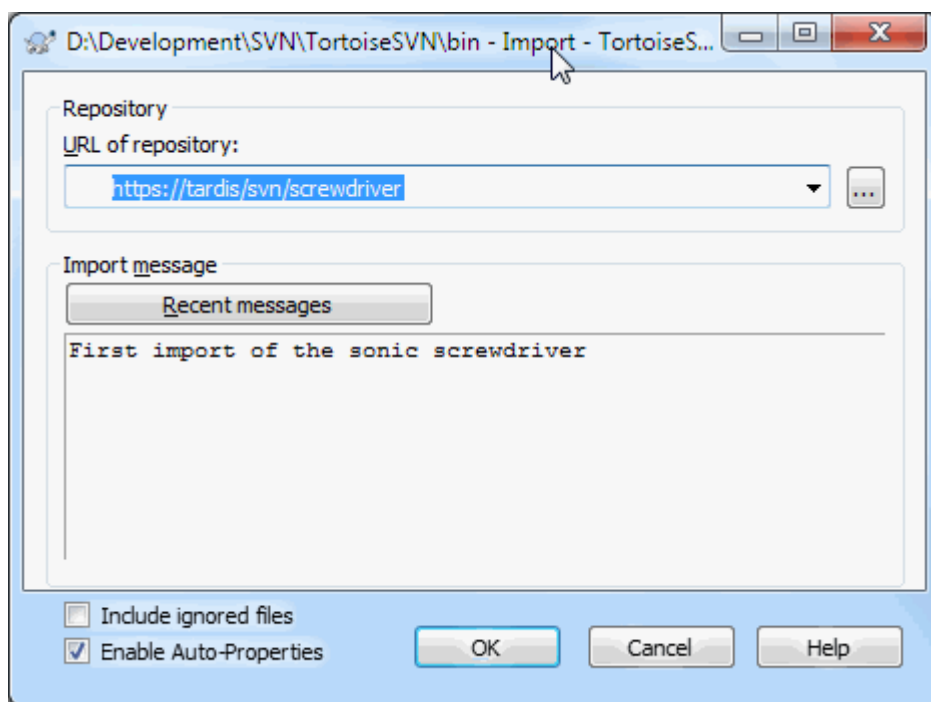 D:\Development\SVN\TortoiseSVN\bin - Import - TortoiseS...
Repository
URL of repository:
https://tardis/svn/screwdriver
...
Import message
Recent messages
First import of the sonic screwdriver
Include ignored files
Enable Auto-Properties
OK
Cancel
Help